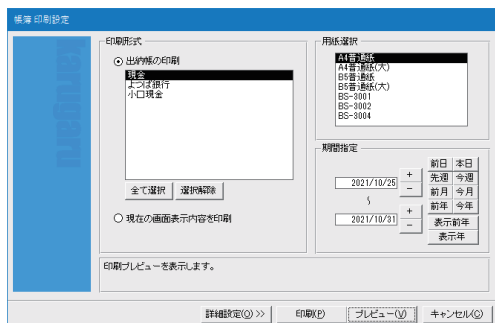 帳簿 印刷設定
karugaru
印刷形式
出納帳の印刷
現金
よつば銀行
小口現金
全て選択 選択解除
現在の画面表示内容を印刷
用紙選択
A4普通紙
A4普通紙(大)
B5普通紙
B5普通紙(大)
BS-3001
BS-3002
BS-3004
期間指定
2021/10/25 + -
~
2021/10/31 + -
前日 本日
先週 今週
前月 今月
前年 今年
表示前年
表示年
印刷プレビューを表示します。
詳細設定(O) >> 印刷(P) プレビュー(V) キャンセル(C)